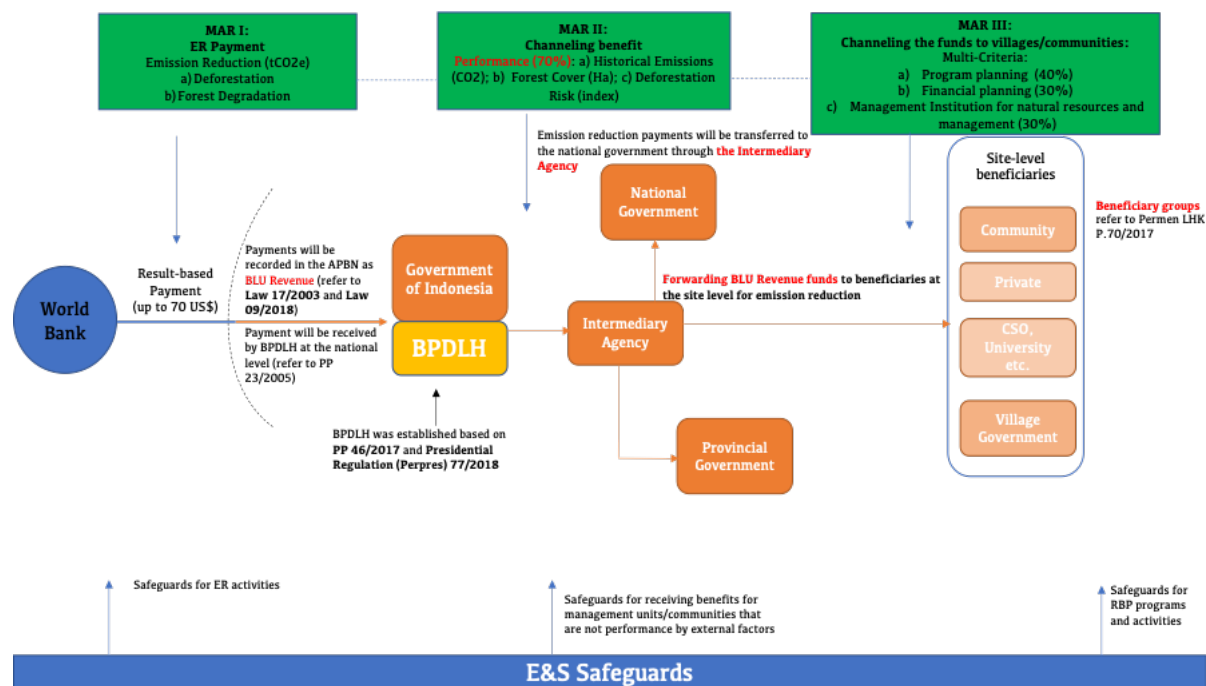 MAR I:
ER Payment
Emission Reduction (tCO2e)
a) Deforestation
b) Forest Degradation
MAR II:
Channeling benefit
Performance (70%): a) Historical Emissions
(CO2); b) Forest Cover (Ha); c) Deforestation
Risk (index)
MAR III:
Channeling the funds to villages/communities:
Multi-Criteria:
a) Program planning (40%)
b) Financial planning (30%)
c) Management Institution for natural resources and
management (30%)
Emission reduction payments will be transferred to
the national government through the Intermediary
Agency
World
Bank
Result-based
Payment
(up to 70 US$)
Payments will be
recorded in the APBN as
BLU Revenue (refer to
Law 17/2003 and Law
09/2018)
Payment will be received
by BPDLH at the national
level (refer to PP
23/2005)
Government
of Indonesia
BPDLH
BPDLH was established based on
PP 46/2017 and Presidential
Regulation (Perpres) 77/2018
National
Government
Intermediary
Agency
Provincial
Government
Forwarding BLU Revenue funds to beneficiaries at
the site level for emission reduction
Site-level
beneficiaries
Community
Private
CSO,
University
etc.
Village
Government
Beneficiary groups
refer to Permen LHK
P.70/2017
Safeguards for ER activities
Safeguards for receiving benefits for
management units/communities that
are not performance by external factors
Safeguards for
RBP programs
and activities
E&S Safeguards